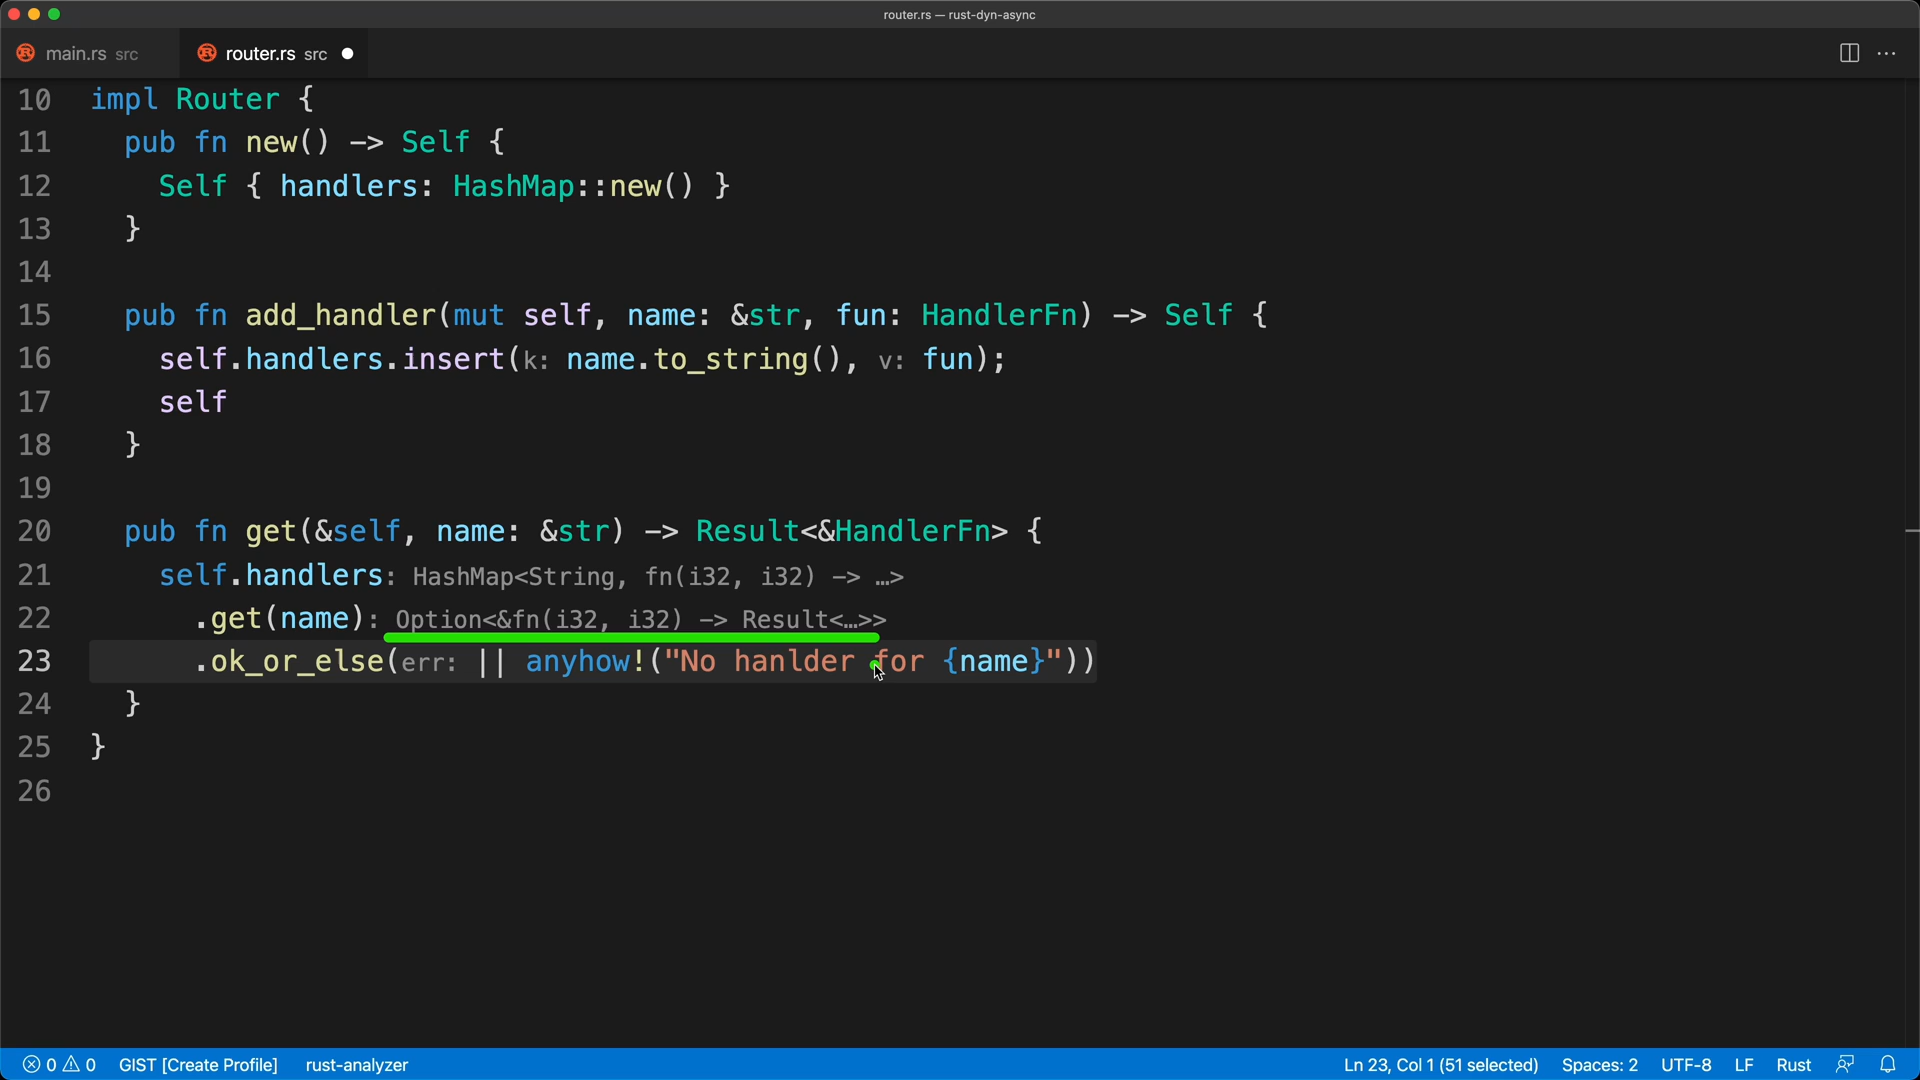 router.rs — rust-dyn-async
main.rs src router.rs src
10 impl Router {
11 pub fn new() -> Self {
12 Self { handlers: HashMap::new() }
13 }
14
15 pub fn add_handler(mut self, name: &str, fun: HandlerFn) -> Self {
16 self.handlers.insert(k: name.to_string(), v: fun);
17 self
18 }
19
20 pub fn get(&self, name: &str) -> Result<&HandlerFn> {
21 self.handlers: HashMap<String, fn(i32, i32) -> …>
22 .get(name): Option<&fn(i32, i32) -> Result<…>>
23 .ok_or_else(err: || anyhow!("No hanlder for {name}"))
24 }
25 }
26
0 0 GIST [Create Profile] rust-analyzer Ln 23, Col 1 (51 selected) Spaces: 2 UTF-8 LF Rust